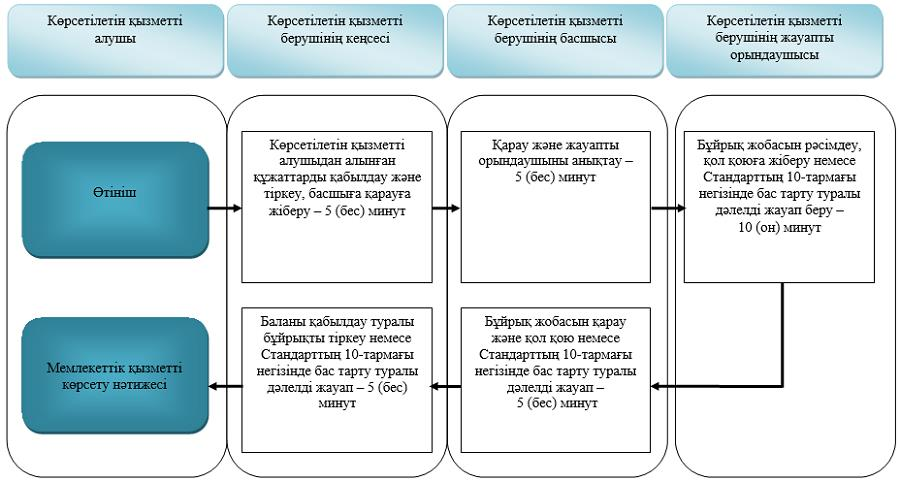 Көрсетілетін қызметті
алушы
Көрсетілетін қызметті
берушінің кеңсесі
Көрсетілетін қызметті
берушінің басшысы
Көрсетілетін қызметті
берушінің жауапты
орындаушысы
Өтініш
Көрсетілетін қызметті
алушыдан алынған
құжаттарды қабылдау және
тіркеу, басшыға қарауға
жіберу – 5 (бес) минут
Қарау және жауапты
орындаушыны анықтау –
5 (бес) минут
Бұйрық жобасын рәсімдеу,
қол қоюға жіберу немесе
Стандарттың 10-тармағы
негізінде бас тарту туралы
дәлелді жауап беру –
10 (он) минут
Мемлекеттік қызметті
көрсету нәтижесі
Баланы қабылдау туралы
бұйрықты тіркеу немесе
Стандарттың 10-тармағы
негізінде бас тарту туралы
дәлелді жауап – 5 (бес)
минут
Бұйрық жобасын қарау
және қол қою немесе
Стандарттың 10-тармағы
негізінде бас тарту туралы
дәлелді жауап –
5 (бес) минут